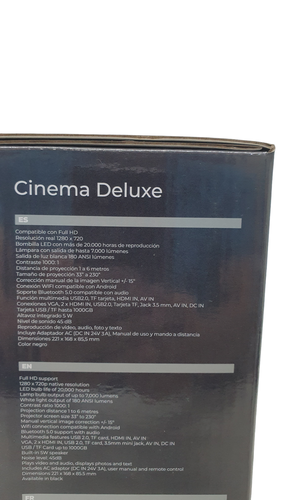 Cinema Deluxe
ES
Compatible con Full HD
Resolución real 1280 x 720
Bombilla LED con más de 20.000 horas de reproducción
Lámpara con salida de hasta 7.000 lúmenes
Salida de luz blanca 180 ANSI lúmenes
Contraste 1000: 1
Distancia de proyección 1 a 6 metros
Tamaño de proyección 33” a 230”
Corrección manual de la imagen Vertical +/- 15°
Conexión WIFI compatible con Android
Soporte Bluetooth 5.0 compatible con audio
Función multimedia USB2.0, TF tarjeta, HDMI IN, AV IN
Conexiones VGA, 2 x HDMI IN, USB2.0, Tarjeta TF, Jack 3.5 mm, AV IN, DC IN
Tarjeta USB / TF hasta 1000GB
Altavoz integrado 5 W
Nivel de sonido 45 dB
Reproducción de vídeo, audio, foto y texto
Incluye Adaptador AC (DC IN 24V 3A), Manual de uso y mando a distancia
Dimensiones 221 x 168 x 85.5 mm
Color negro
EN
Full HD support
1280 x 720p native resolution
LED bulb life of 20,000 hours
Lamp bulb output of up to 7,000 lumens
White light output of 180 ANSI lumens
Contrast ratio 1000: 1
Projection distance 1 to 6 metres
Projector screen size 33” to 230”
Manual vertical image correction +/- 15°
Wifi connection compatible with Android
Bluetooth 5.0 support with audio
Multimedia features USB 2.0, TF card, HDMI IN, AV IN
VGA, 2 x HDMI IN, USB 2.0, TF card, 3.5mm mini jack, AV IN, DC IN
USB / TF Card up to 1000GB
Built-in 5W speaker
Noise level 45dB
Plays video and audio, displays photos and text
Includes AC adaptor (DC IN 24V 3A), user manual and remote control
Dimensions 221 x 168 x 85.5 mm
Available in black
FR